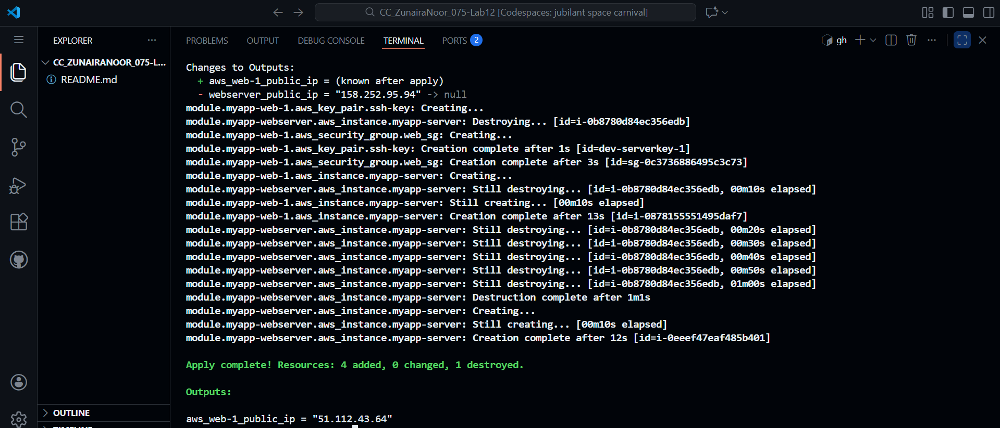 CC_ZunairaNoor_075-Lab12 [Codespaces: jubilant space carnival]
EXPLORER
CC_ZUNAIRANOOR_075-L...
README.md
OUTLINE
PROBLEMS OUTPUT DEBUG CONSOLE TERMINAL PORTS 2
gh
Changes to Outputs:
+ aws_web-1_public_ip = (known after apply)
- webserver_public_ip = "158.252.95.94" -> null
module.myapp-web-1.aws_key_pair.ssh-key: Creating...
module.myapp-webserver.aws_instance.myapp-server: Destroying... [id=i-0b8780d84ec356edb]
module.myapp-web-1.aws_security_group.web_sg: Creating...
module.myapp-web-1.aws_key_pair.ssh-key: Creation complete after 1s [id=dev-serverkey-1]
module.myapp-web-1.aws_security_group.web_sg: Creation complete after 3s [id=sg-0c3736886495c3c73]
module.myapp-web-1.aws_instance.myapp-server: Creating...
module.myapp-webserver.aws_instance.myapp-server: Still destroying... [id=i-0b8780d84ec356edb, 00m10s elapsed]
module.myapp-web-1.aws_instance.myapp-server: Still creating... [00m10s elapsed]
module.myapp-web-1.aws_instance.myapp-server: Creation complete after 13s [id=i-0878155551495daf7]
module.myapp-webserver.aws_instance.myapp-server: Still destroying... [id=i-0b8780d84ec356edb, 00m20s elapsed]
module.myapp-webserver.aws_instance.myapp-server: Still destroying... [id=i-0b8780d84ec356edb, 00m30s elapsed]
module.myapp-webserver.aws_instance.myapp-server: Still destroying... [id=i-0b8780d84ec356edb, 00m40s elapsed]
module.myapp-webserver.aws_instance.myapp-server: Still destroying... [id=i-0b8780d84ec356edb, 00m50s elapsed]
module.myapp-webserver.aws_instance.myapp-server: Still destroying... [id=i-0b8780d84ec356edb, 01m00s elapsed]
module.myapp-webserver.aws_instance.myapp-server: Destruction complete after 1m1s
module.myapp-webserver.aws_instance.myapp-server: Creating...
module.myapp-webserver.aws_instance.myapp-server: Still creating... [00m10s elapsed]
module.myapp-webserver.aws_instance.myapp-server: Creation complete after 12s [id=i-0eeef47eaf485b401]
Apply complete! Resources: 4 added, 0 changed, 1 destroyed.
Outputs:
aws_web-1_public_ip = "51.112.43.64"